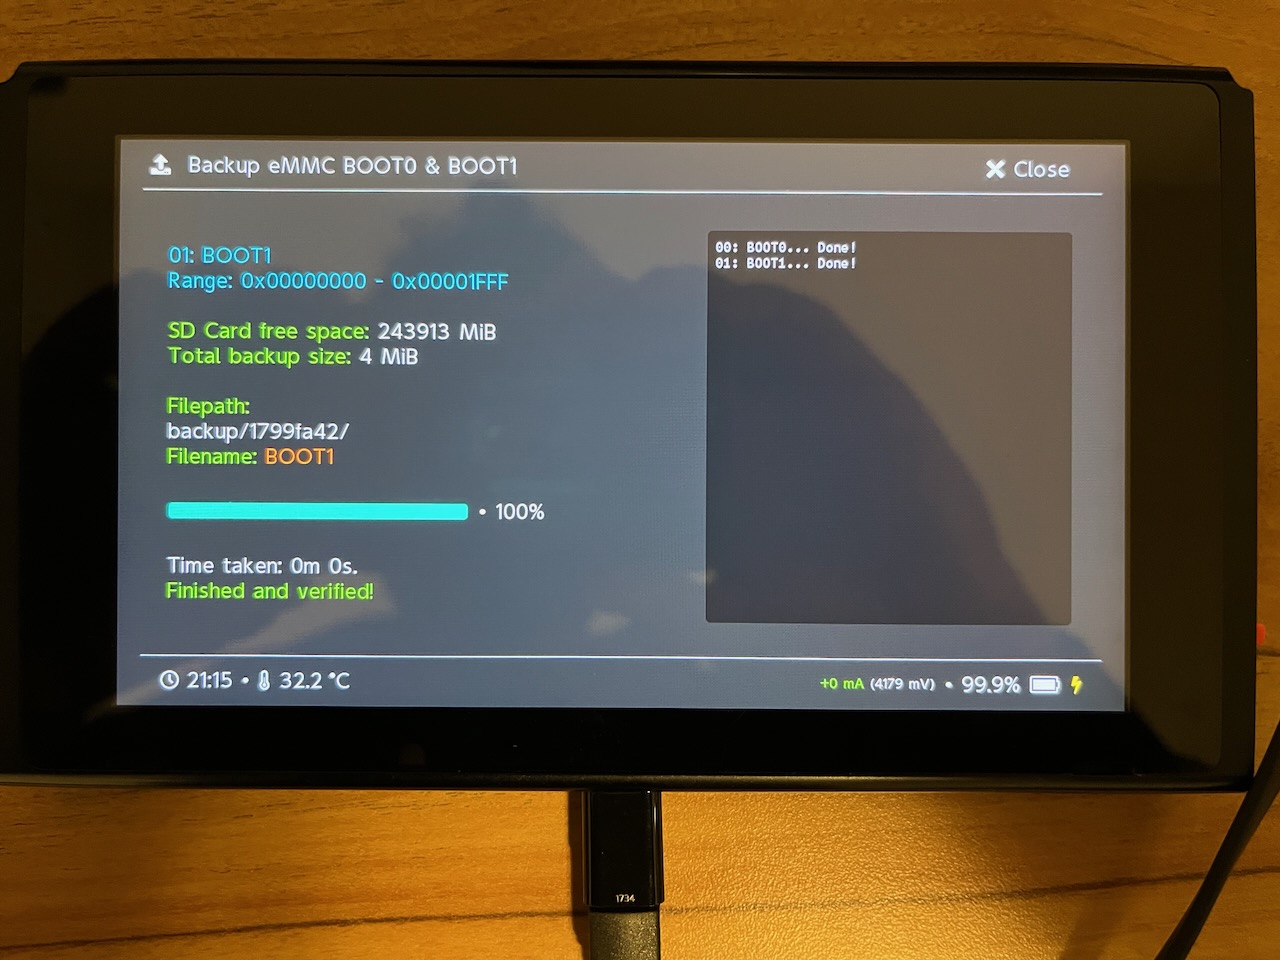 Backup eMMC BOOT0 & BOOT1
Close
01: BOOT1
Range: 0x00000000 - 0x00001FFF
SD Card free space: 243913 MiB
Total backup size: 4 MiB
Filepath:
backup/1799fa42/
Filename: BOOT1
• 100%
Time taken: 0m 0s.
Finished and verified!
00: BOOT0... Done!
01: BOOT1... Done!
21:15 • 32.2 °C
+0 mA (4179 mV) • 99.9%
1734